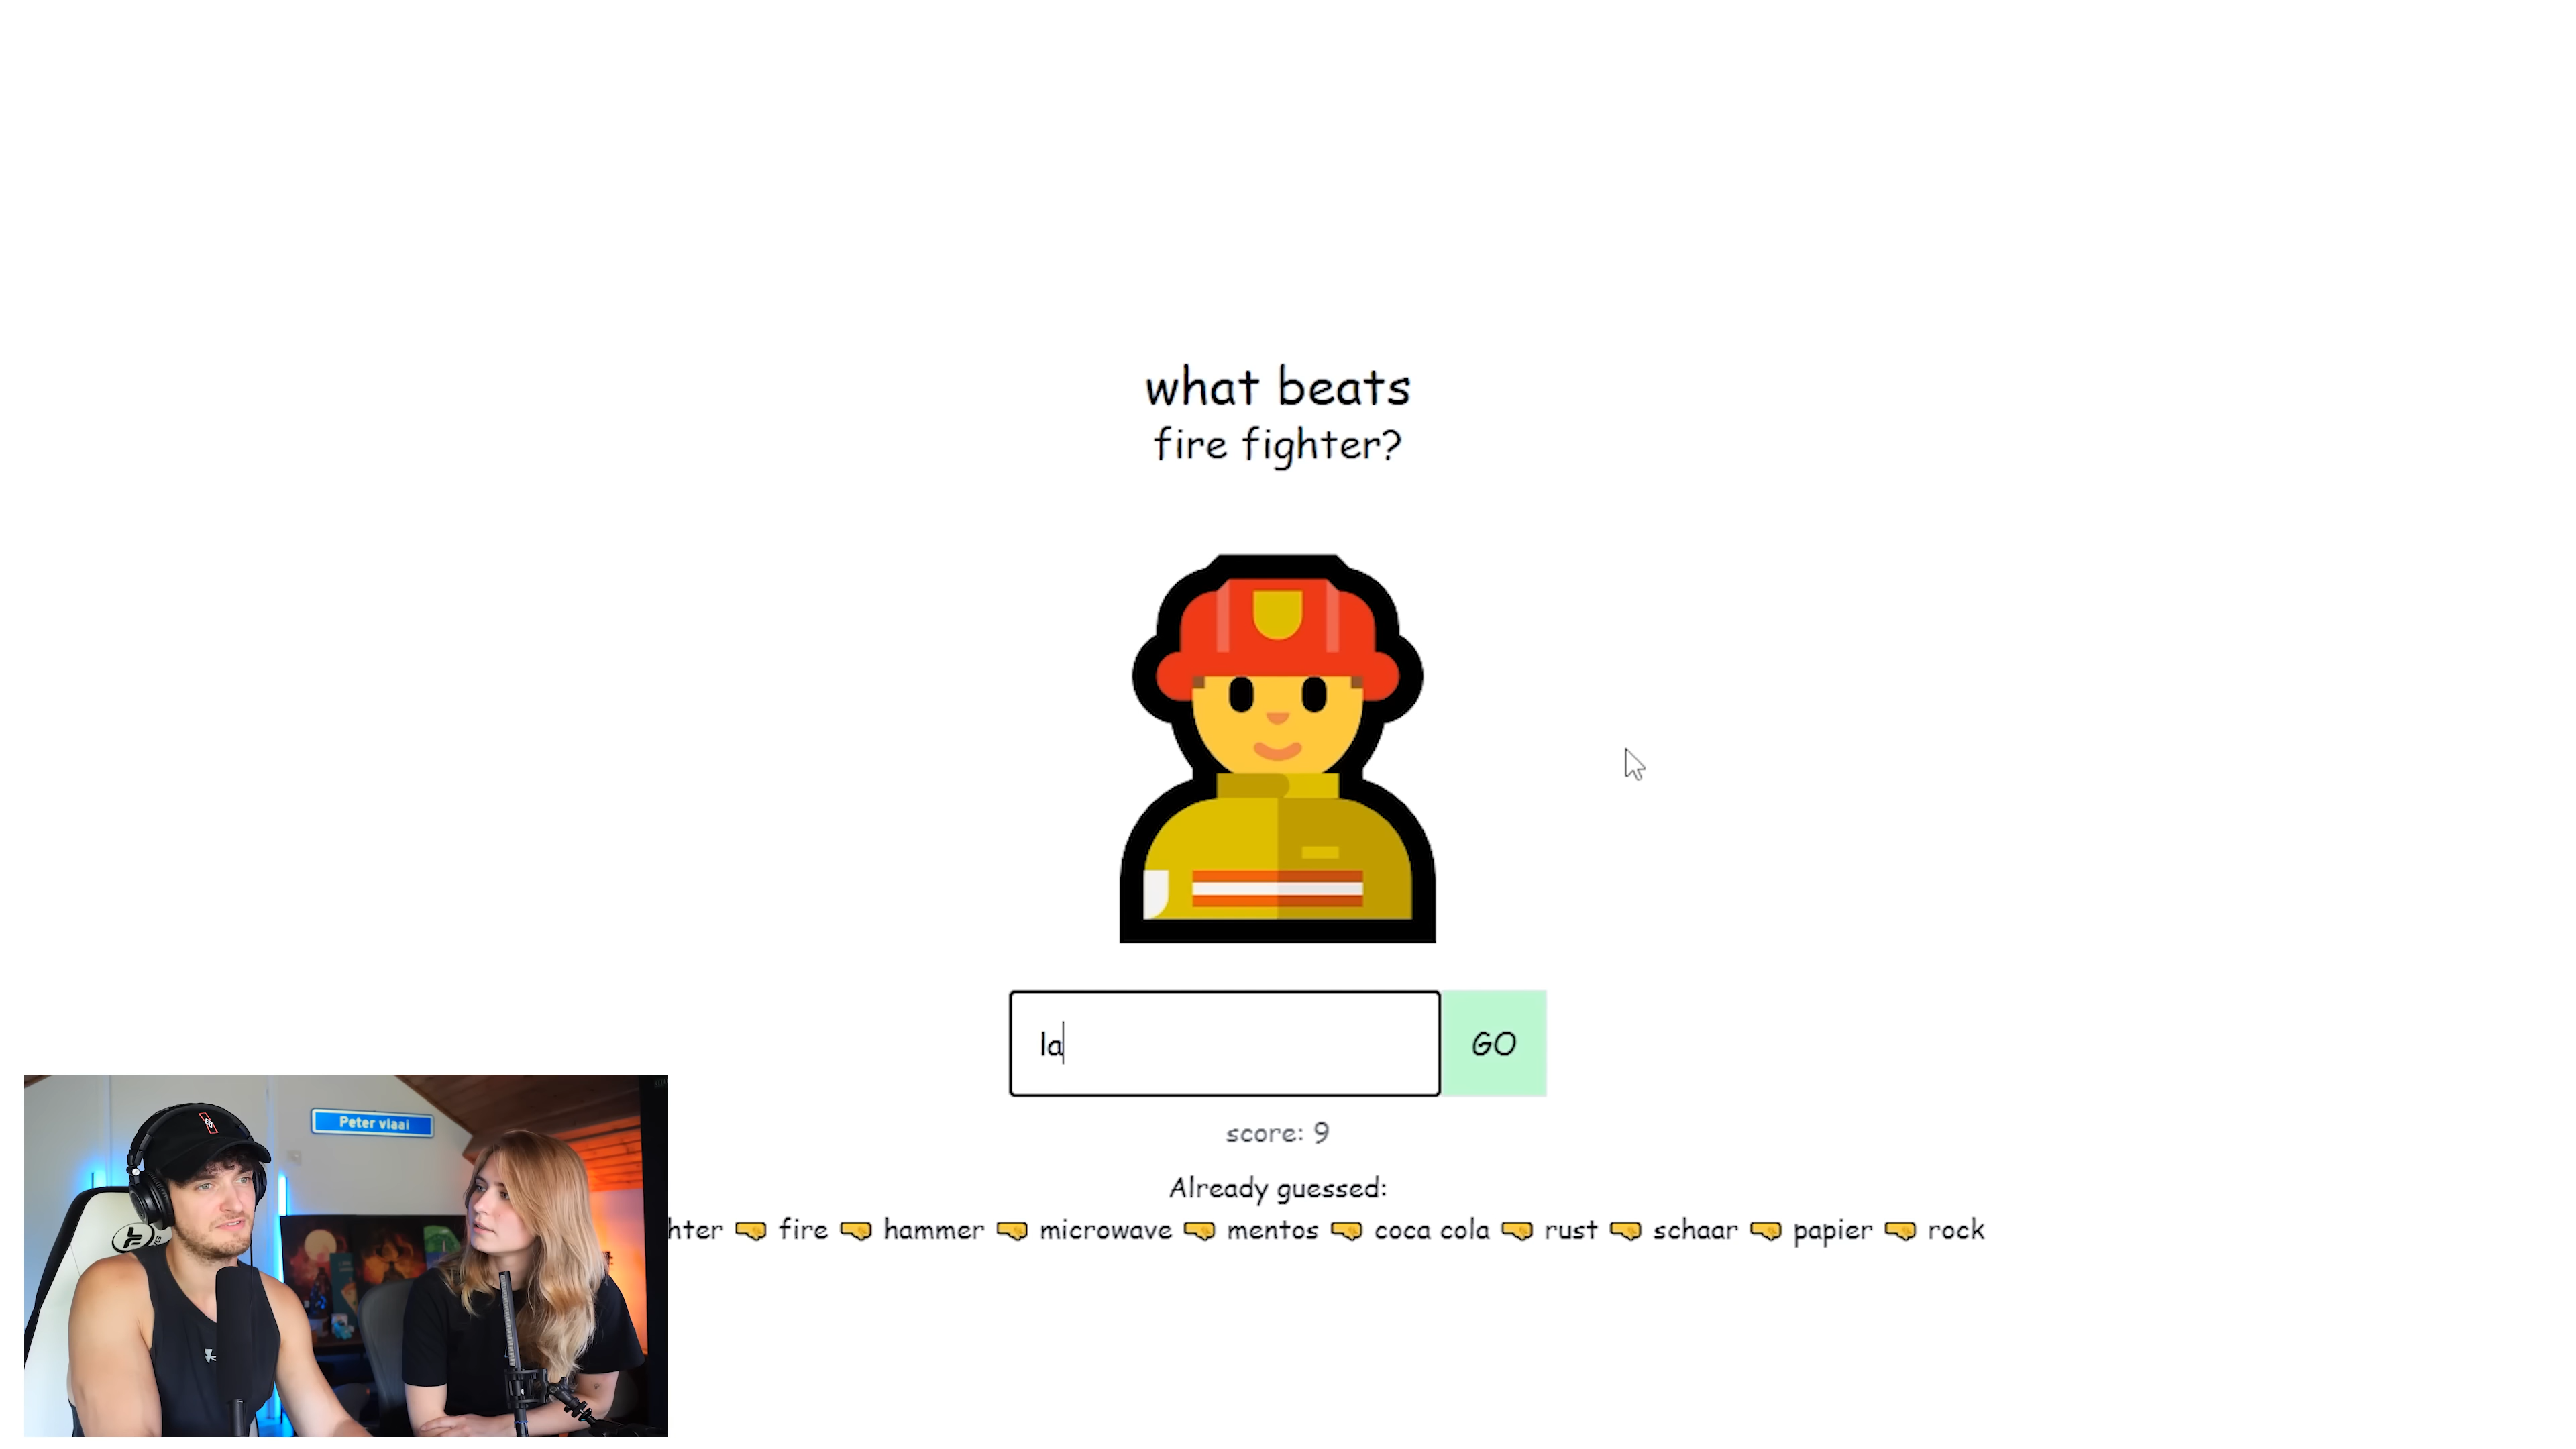 what beats
fire fighter?
la
GO
score: 9
Already guessed:
hter 🤜 fire 🤜 hammer 🤜 microwave 🤜 mentos 🤜 coca cola 🤜 rust 🤜 schaar 🤜 papier 🤜 rock
Peter vlaai